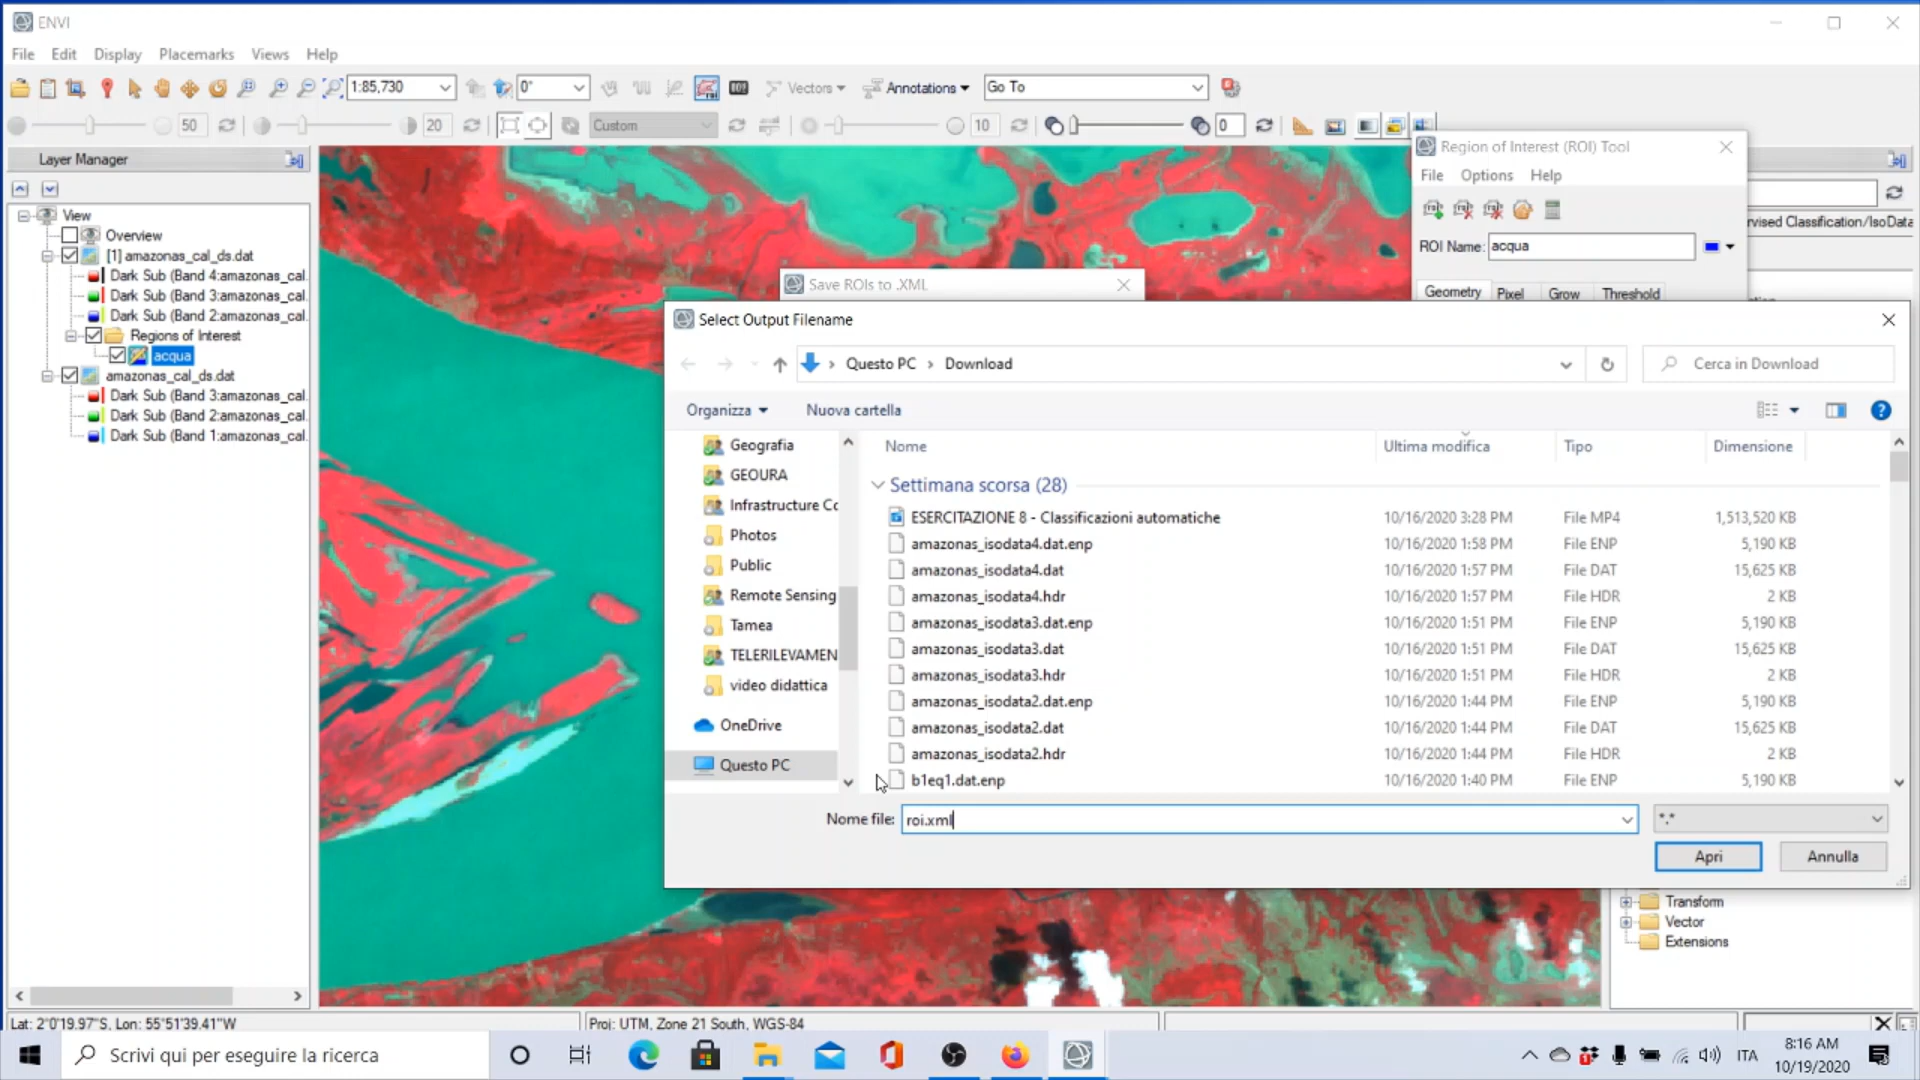 ENVI
File Edit Display Placemarks Views Help
1:85,730 0° Vectors Annotations Go To
50 20 Custom 10 0
Layer Manager
View
Overview
[1] amazonas_cal_ds.dat
Dark Sub (Band 4:amazonas_cal.
Dark Sub (Band 3:amazonas_cal.
Dark Sub (Band 2:amazonas_cal.
Regions of Interest
acqua
amazonas_cal_ds.dat
Dark Sub (Band 3:amazonas_cal.
Dark Sub (Band 2:amazonas_cal.
Dark Sub (Band 1:amazonas_cal.
Region of Interest (ROI) Tool
File Options Help
ROI Name: acqua
Geometry Pixel Grow Threshold
rvised Classification/IsoData
Save ROIs to .XML
Select Output Filename
Questo PC › Download
Cerca in Download
Organizza Nuova cartella
Geografia
GEOURA
Infrastructure Cc
Photos
Public
Remote Sensing
Tamea
TELERILEVAMEN
video didattica
OneDrive
Questo PC
Nome Ultima modifica Tipo Dimensione
Settimana scorsa (28)
ESERCITAZIONE 8 - Classificazioni automatiche 10/16/2020 3:28 PM File MP4 1,513,520 KB
amazonas_isodata4.dat.enp 10/16/2020 1:58 PM File ENP 5,190 KB
amazonas_isodata4.dat 10/16/2020 1:57 PM File DAT 15,625 KB
amazonas_isodata4.hdr 10/16/2020 1:57 PM File HDR 2 KB
amazonas_isodata3.dat.enp 10/16/2020 1:51 PM File ENP 5,190 KB
amazonas_isodata3.dat 10/16/2020 1:51 PM File DAT 15,625 KB
amazonas_isodata3.hdr 10/16/2020 1:51 PM File HDR 2 KB
amazonas_isodata2.dat.enp 10/16/2020 1:44 PM File ENP 5,190 KB
amazonas_isodata2.dat 10/16/2020 1:44 PM File DAT 15,625 KB
amazonas_isodata2.hdr 10/16/2020 1:44 PM File HDR 2 KB
b1eq1.dat.enp 10/16/2020 1:40 PM File ENP 5,190 KB
Nome file: roi.xml *.*
Apri Annulla
Transform
Vector
Extensions
Lat: 2°0'19.97"S, Lon: 55°51'39.41"W Proj: UTM, Zone 21 South, WGS-84
Scrivi qui per eseguire la ricerca
ITA
8:16 AM
10/19/2020